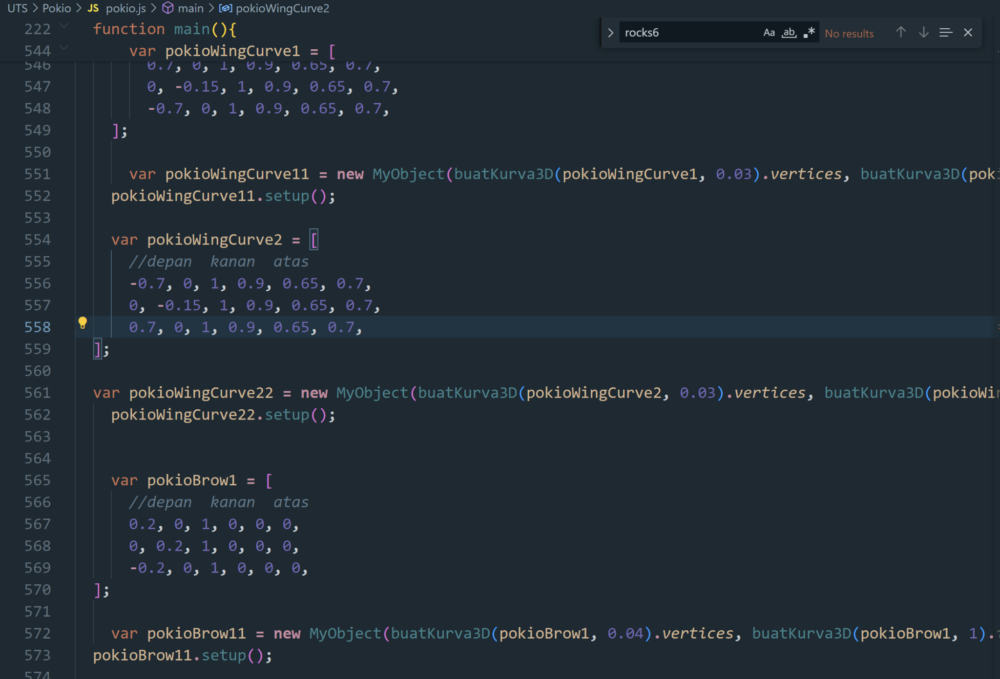 UTS > Pokio > JS pokio.js > main > pokioWingCurve2
rocks6 Aa ab .* No results
222 function main(){
544 var pokioWingCurve1 = [
546 0.7, 0, 1, 0.9, 0.65, 0.7,
547 0, -0.15, 1, 0.9, 0.65, 0.7,
548 -0.7, 0, 1, 0.9, 0.65, 0.7,
549 ];
550
551 var pokioWingCurve11 = new MyObject(buatKurva3D(pokioWingCurve1, 0.03).vertices, buatKurva3D(pok
552 pokioWingCurve11.setup();
553
554 var pokioWingCurve2 = [
555 //depan  kanan  atas
556 -0.7, 0, 1, 0.9, 0.65, 0.7,
557 0, -0.15, 1, 0.9, 0.65, 0.7,
558 0.7, 0, 1, 0.9, 0.65, 0.7,
559 ];
560
561 var pokioWingCurve22 = new MyObject(buatKurva3D(pokioWingCurve2, 0.03).vertices, buatKurva3D(pokioWi
562 pokioWingCurve22.setup();
563
564
565 var pokioBrow1 = [
566 //depan  kanan  atas
567 0.2, 0, 1, 0, 0, 0,
568 0, 0.2, 1, 0, 0, 0,
569 -0.2, 0, 1, 0, 0, 0,
570 ];
571
572 var pokioBrow11 = new MyObject(buatKurva3D(pokioBrow1, 0.04).vertices, buatKurva3D(pokioBrow1, 1).
573 pokioBrow11.setup();
574